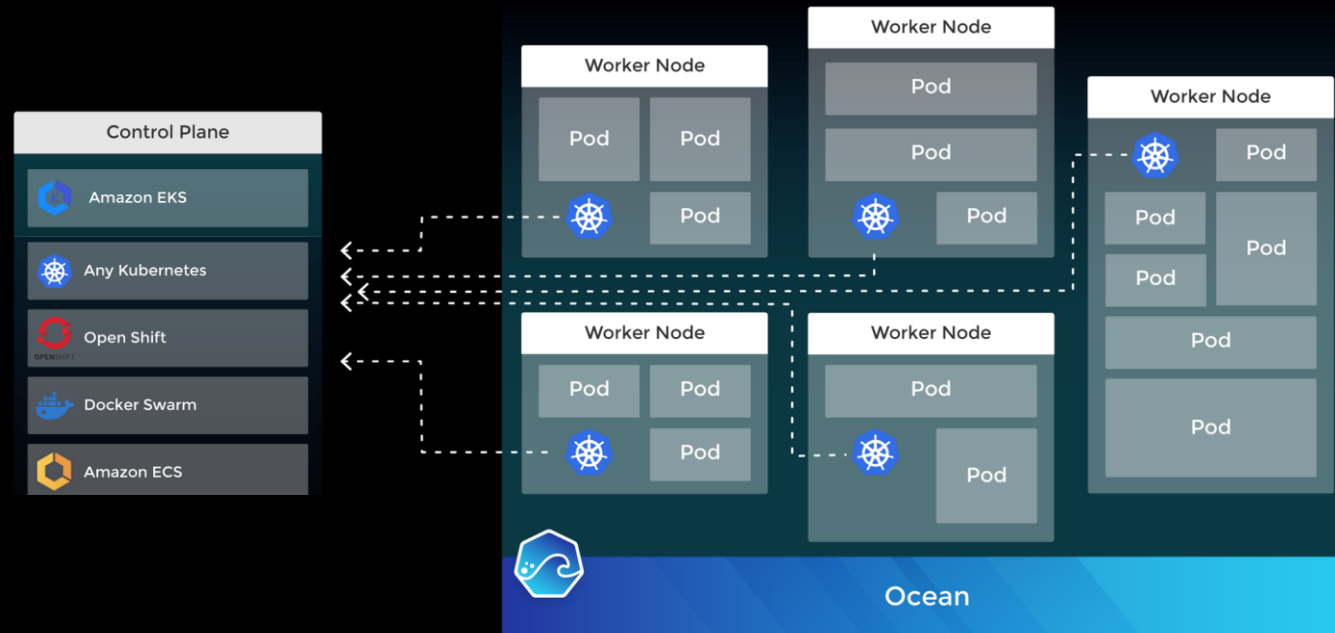 Control Plane
Amazon EKS
Any Kubernetes
OPENSHIFT
Open Shift
Docker Swarm
Amazon ECS
Worker Node
Pod
Pod
Pod
Worker Node
Pod
Pod
Pod
Worker Node
Pod
Pod
Pod
Pod
Pod
Pod
Worker Node
Pod
Pod
Pod
Worker Node
Pod
Pod
Ocean